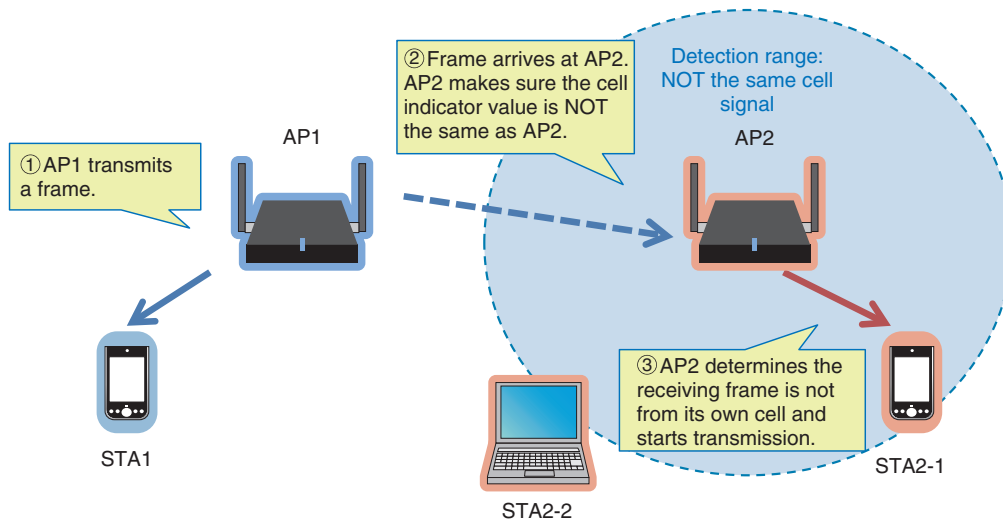 ②Frame arrives at AP2.
AP2 makes sure the cell
indicator value is NOT
the same as AP2.
Detection range:
NOT the same cell
signal
AP1
AP2
①AP1 transmits
a frame.
③AP2 determines the
receiving frame is not
from its own cell and
starts transmission.
STA1
STA2-1
STA2-2